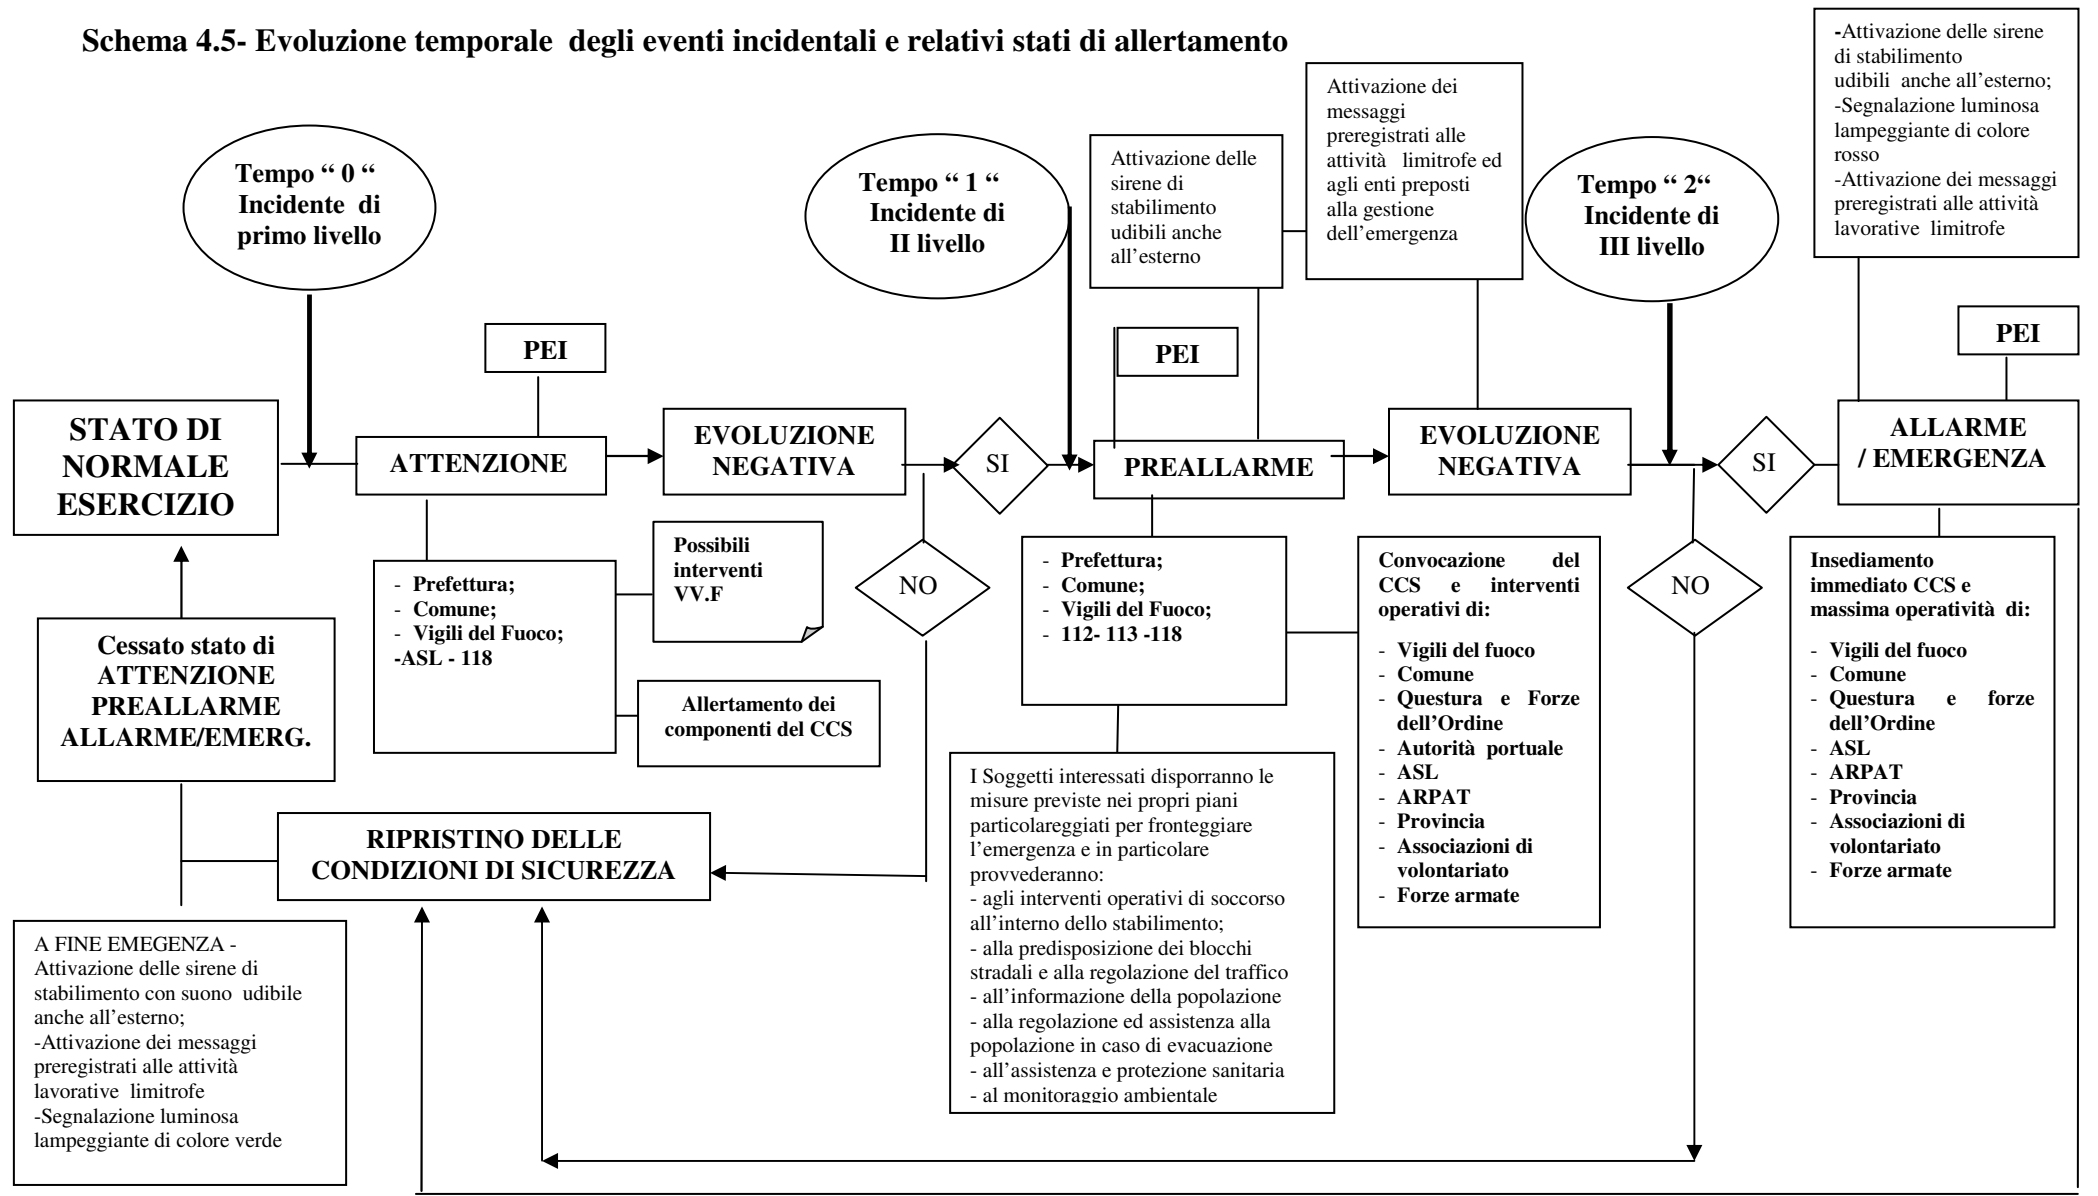 Schema 4.5- Evoluzione temporale degli eventi incidentali e relativi stati di allertamento
-Attivazione delle sirene
di stabilimento
udibili anche all'esterno;
-Segnalazione luminosa
lampeggiante di colore
rosso
-Attivazione dei messaggi
preregistrati alle attività
lavorative limitrofe
Attivazione dei
messaggi
preregistrati alle
attività limitrofe ed
agli enti preposti
alla gestione
dell'emergenza
Attivazione delle
sirene di
stabilimento
udibili anche
all'esterno
Tempo “ 0 “
Incidente di
primo livello
Tempo “ 1 “
Incidente di
II livello
Tempo “ 2“
Incidente di
III livello
PEI
PEI
PEI
STATO DI
NORMALE
ESERCIZIO
ATTENZIONE
EVOLUZIONE
NEGATIVA
SI
PREALLARME
EVOLUZIONE
NEGATIVA
SI
ALLARME
/ EMERGENZA
- Prefettura;
- Comune;
- Vigili del Fuoco;
-ASL - 118
Possibili
interventi
VV.F
Allertamento dei
componenti del CCS
NO
- Prefettura;
- Comune;
- Vigili del Fuoco;
- 112- 113 -118
Convocazione del
CCS e interventi
operativi di:
- Vigili del fuoco
- Comune
- Questura e Forze
dell'Ordine
- Autorità portuale
- ASL
- ARPAT
- Provincia
- Associazioni di
volontariato
- Forze armate
NO
Insediamento
immediato CCS e
massima operatività di:
- Vigili del fuoco
- Comune
- Questura e forze
dell'Ordine
- ASL
- ARPAT
- Provincia
- Associazioni di
volontariato
- Forze armate
Cessato stato di
ATTENZIONE
PREALLARME
ALLARME/EMERG.
RIPRISTINO DELLE
CONDIZIONI DI SICUREZZA
I Soggetti interessati disporranno le
misure previste nei propri piani
particolareggiati per fronteggiare
l'emergenza e in particolare
provvederanno:
- agli interventi operativi di soccorso
all'interno dello stabilimento;
- alla predisposizione dei blocchi
stradali e alla regolazione del traffico
- all'informazione della popolazione
- alla regolazione ed assistenza alla
popolazione in caso di evacuazione
- all'assistenza e protezione sanitaria
- al monitoraggio ambientale
A FINE EMEGENZA -
Attivazione delle sirene di
stabilimento con suono udibile
anche all'esterno;
-Attivazione dei messaggi
preregistrati alle attività
lavorative limitrofe
-Segnalazione luminosa
lampeggiante di colore verde